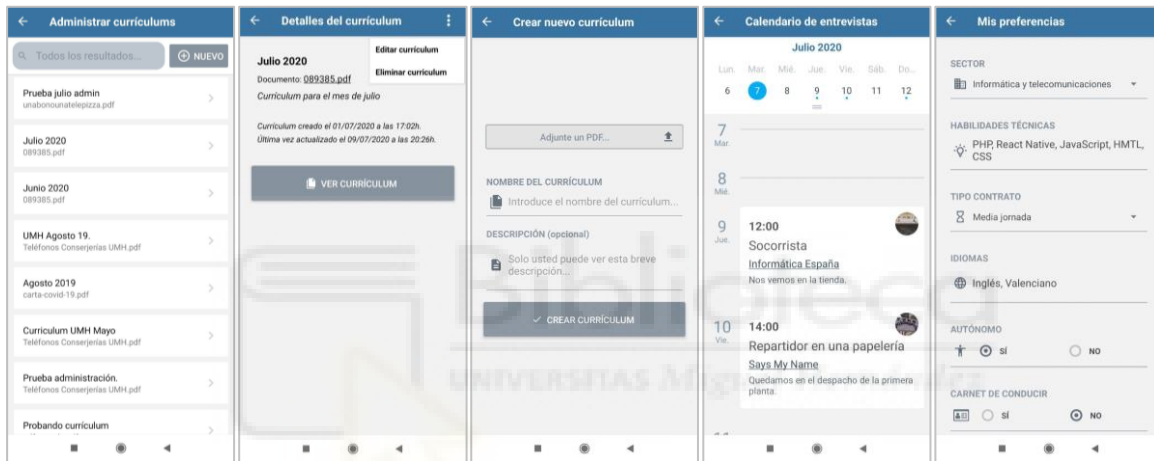 Administrar currículums
Todos los resultados...
NUEVO
Prueba julio admin
unabonounatelepizza.pdf
Julio 2020
089385.pdf
Junio 2020
089385.pdf
UMH Agosto 19.
Teléfonos Conserjerías UMH.pdf
Agosto 2019
carta-covid-19.pdf
Curriculum UMH Mayo
Teléfonos Conserjerías UMH.pdf
Prueba administración.
Teléfonos Conserjerías UMH.pdf
Probando currículum
Detalles del currículum
Editar currículum
Eliminar currículum
Julio 2020
Documento: 089385.pdf
Currículum para el mes de julio
Currículum creado el 01/07/2020 a las 17:02h.
Última vez actualizado el 09/07/2020 a las 20:26h.
VER CURRÍCULUM
Crear nuevo currículum
Adjunte un PDF...
NOMBRE DEL CURRÍCULUM
Introduce el nombre del currículum...
DESCRIPCIÓN (opcional)
Solo usted puede ver esta breve
descripción...
CREAR CURRÍCULUM
Calendario de entrevistas
Julio 2020
Lun. Mar. Mié. Jue. Vie. Sáb. Do...
6 7 8 9 10 11 12
7
Mar.
8
Mié.
9
Jue.
12:00
Socorrista
Informática España
Nos vemos en la tienda.
10
Vie.
14:00
Repartidor en una papelería
Says My Name
Quedamos en el despacho de la primera
planta.
Mis preferencias
SECTOR
Informática y telecomunicaciones
HABILIDADES TÉCNICAS
PHP, React Native, JavaScript, HMTL,
CSS
TIPO CONTRATO
Media jornada
IDIOMAS
Inglés, Valenciano
AUTÓNOMO
SÍ NO
CARNET DE CONDUCIR
SÍ NO
Biblioteca
UNIVERSITAS Miguel Hernández